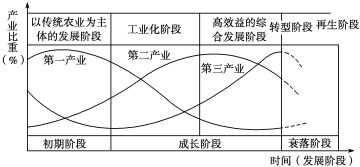 产业比重(%)
以传统农业为主体的发展阶段
工业化阶段
高效益的综合发展阶段
转型阶段
再生阶段
第一产业
第二产业
第三产业
初期阶段
成长阶段
衰落阶段
时间(发展阶段)